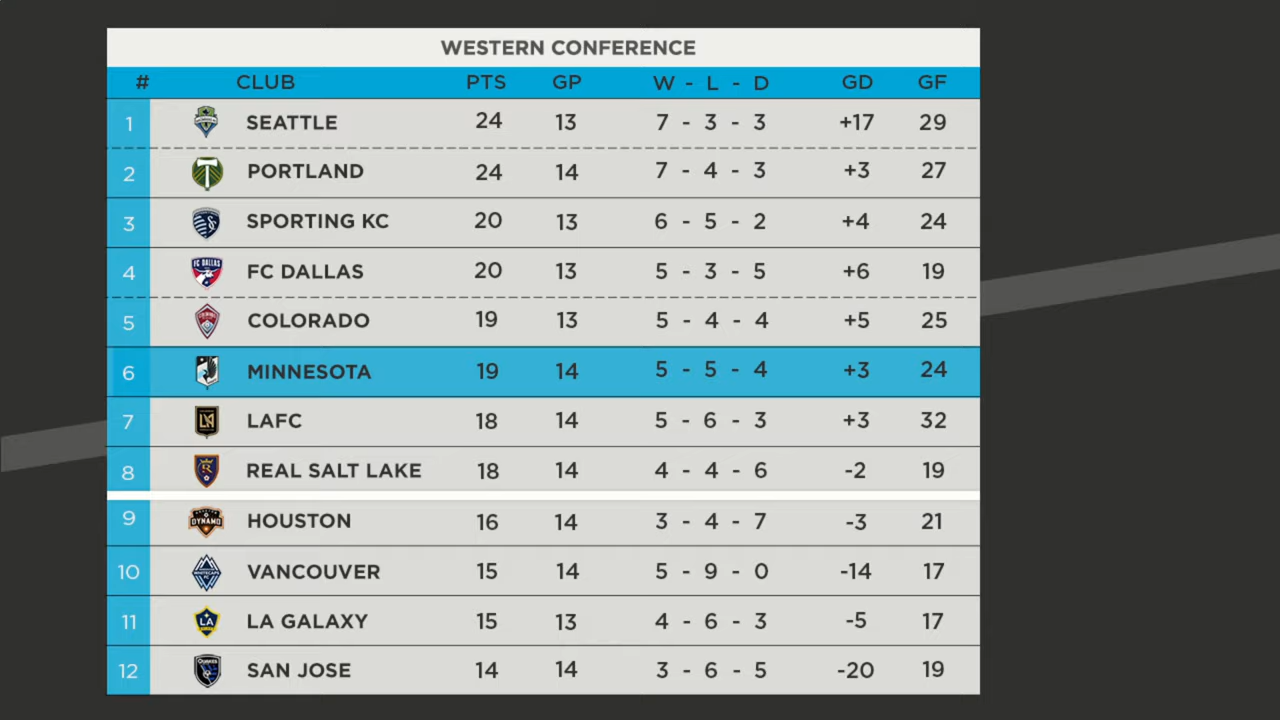 WESTERN CONFERENCE
# CLUB PTS GP W - L - D GD GF
1 SEATTLE 24 13 7 - 3 - 3 +17 29
2 PORTLAND 24 14 7 - 4 - 3 +3 27
3 SPORTING KC 20 13 6 - 5 - 2 +4 24
4 FC DALLAS FC DALLAS 20 13 5 - 3 - 5 +6 19
5 COLORADO 19 13 5 - 4 - 4 +5 25
6 MINNESOTA 19 14 5 - 5 - 4 +3 24
7 LAFC 18 14 5 - 6 - 3 +3 32
8 REAL SALT LAKE 18 14 4 - 4 - 6 -2 19
9 DYNAMO HOUSTON 16 14 3 - 4 - 7 -3 21
10 VANCOUVER 15 14 5 - 9 - 0 -14 17
11 LA LA GALAXY 15 13 4 - 6 - 3 -5 17
12 SAN JOSE 14 14 3 - 6 - 5 -20 19